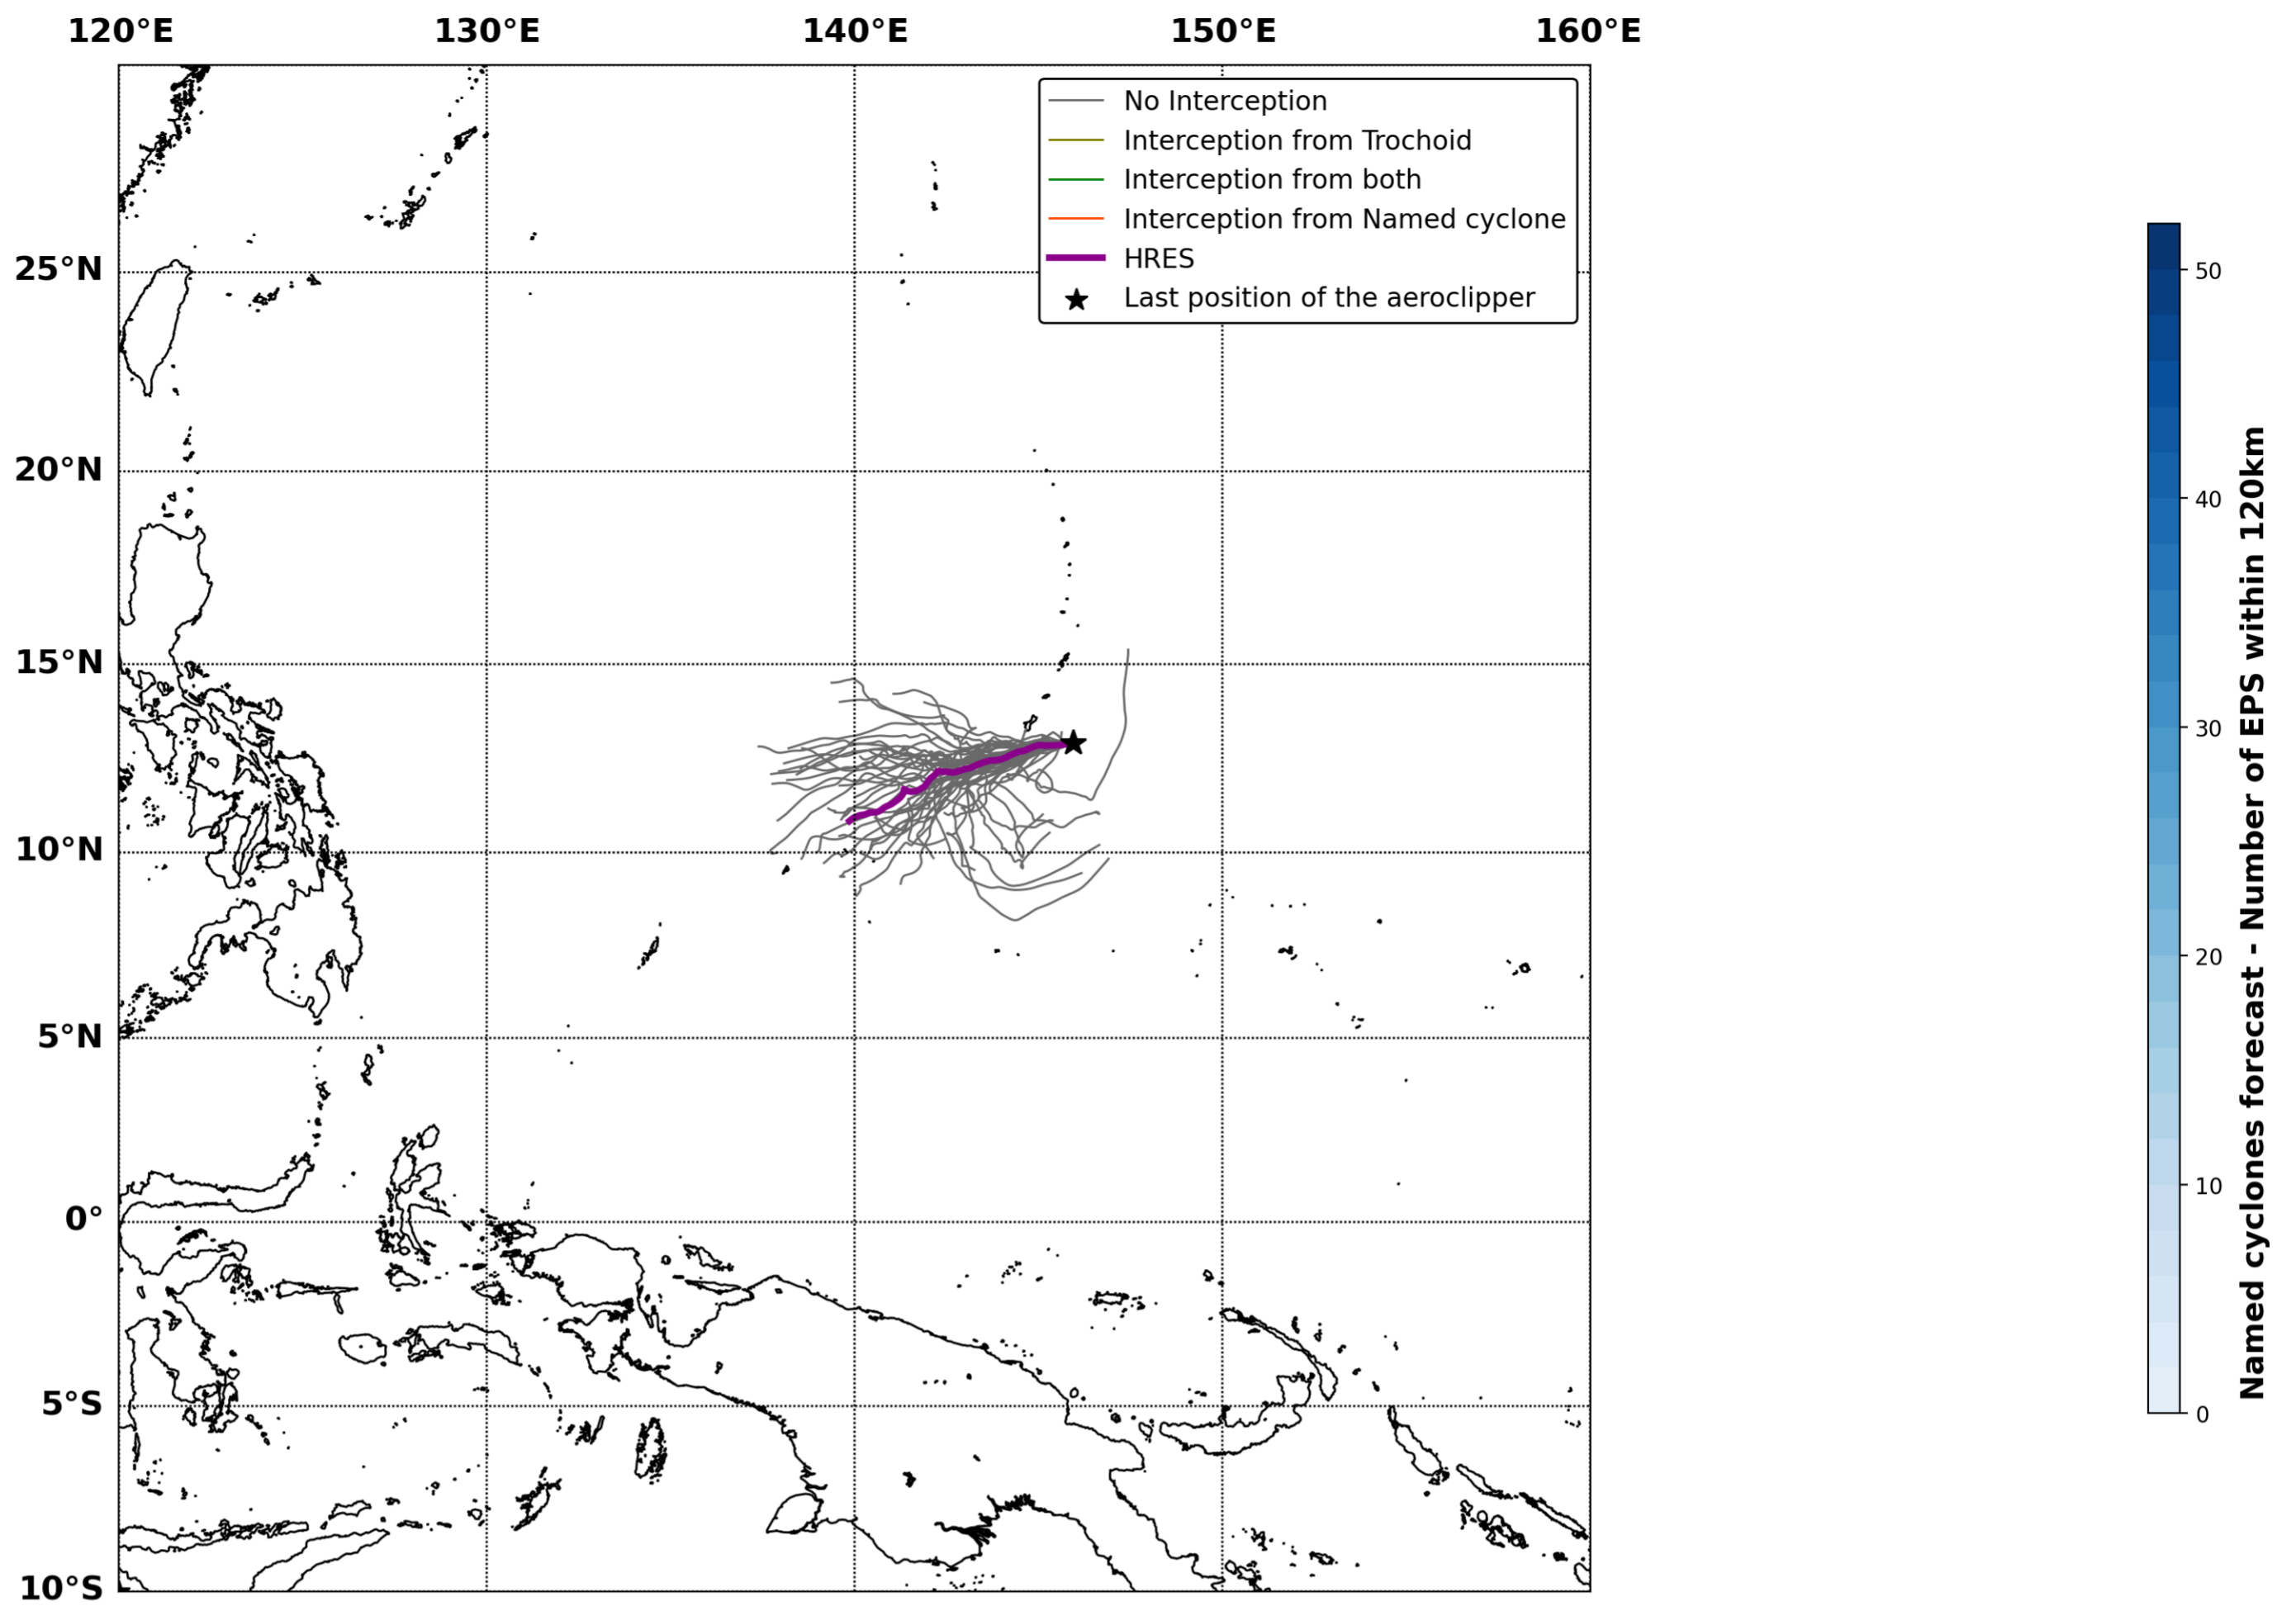 120°E 130°E 140°E 150°E 160°E
No Interception
Interception from Trochoid
Interception from both
Interception from Named cyclone
HRES
Last position of the aeroclipper
25°N
20°N
15°N
10°N
5°N
0°
5°S
10°S
50
40
30
20
10
0
Named cyclones forecast - Number of EPS within 120km